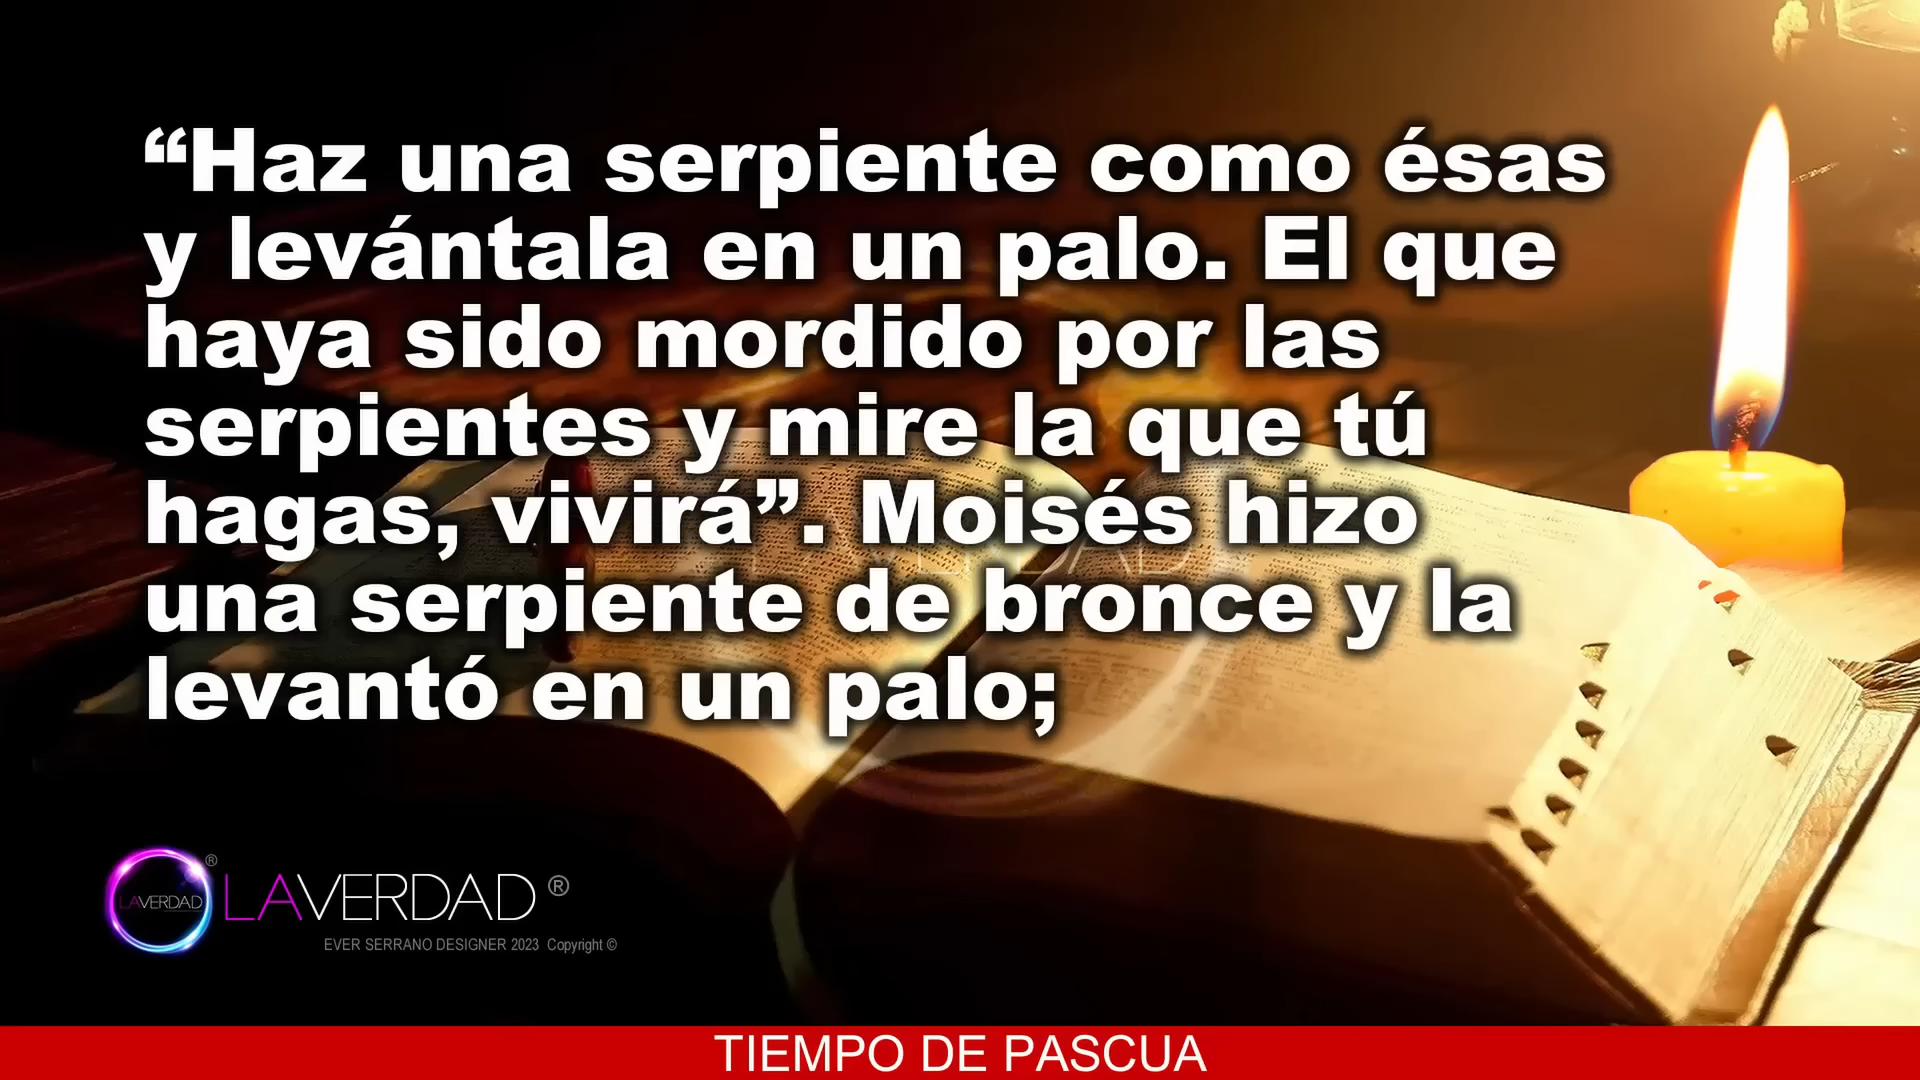 “Haz una serpiente como ésas
y levántala en un palo. El que
haya sido mordido por las
serpientes y mire la que tú
hagas, vivirá”. Moisés hizo
una serpiente de bronce y la
levantó en un palo;
LAVERDAD ®
LAVERDAD ®
EVER SERRANO DESIGNER 2023 Copyright ©
TIEMPO DE PASCUA